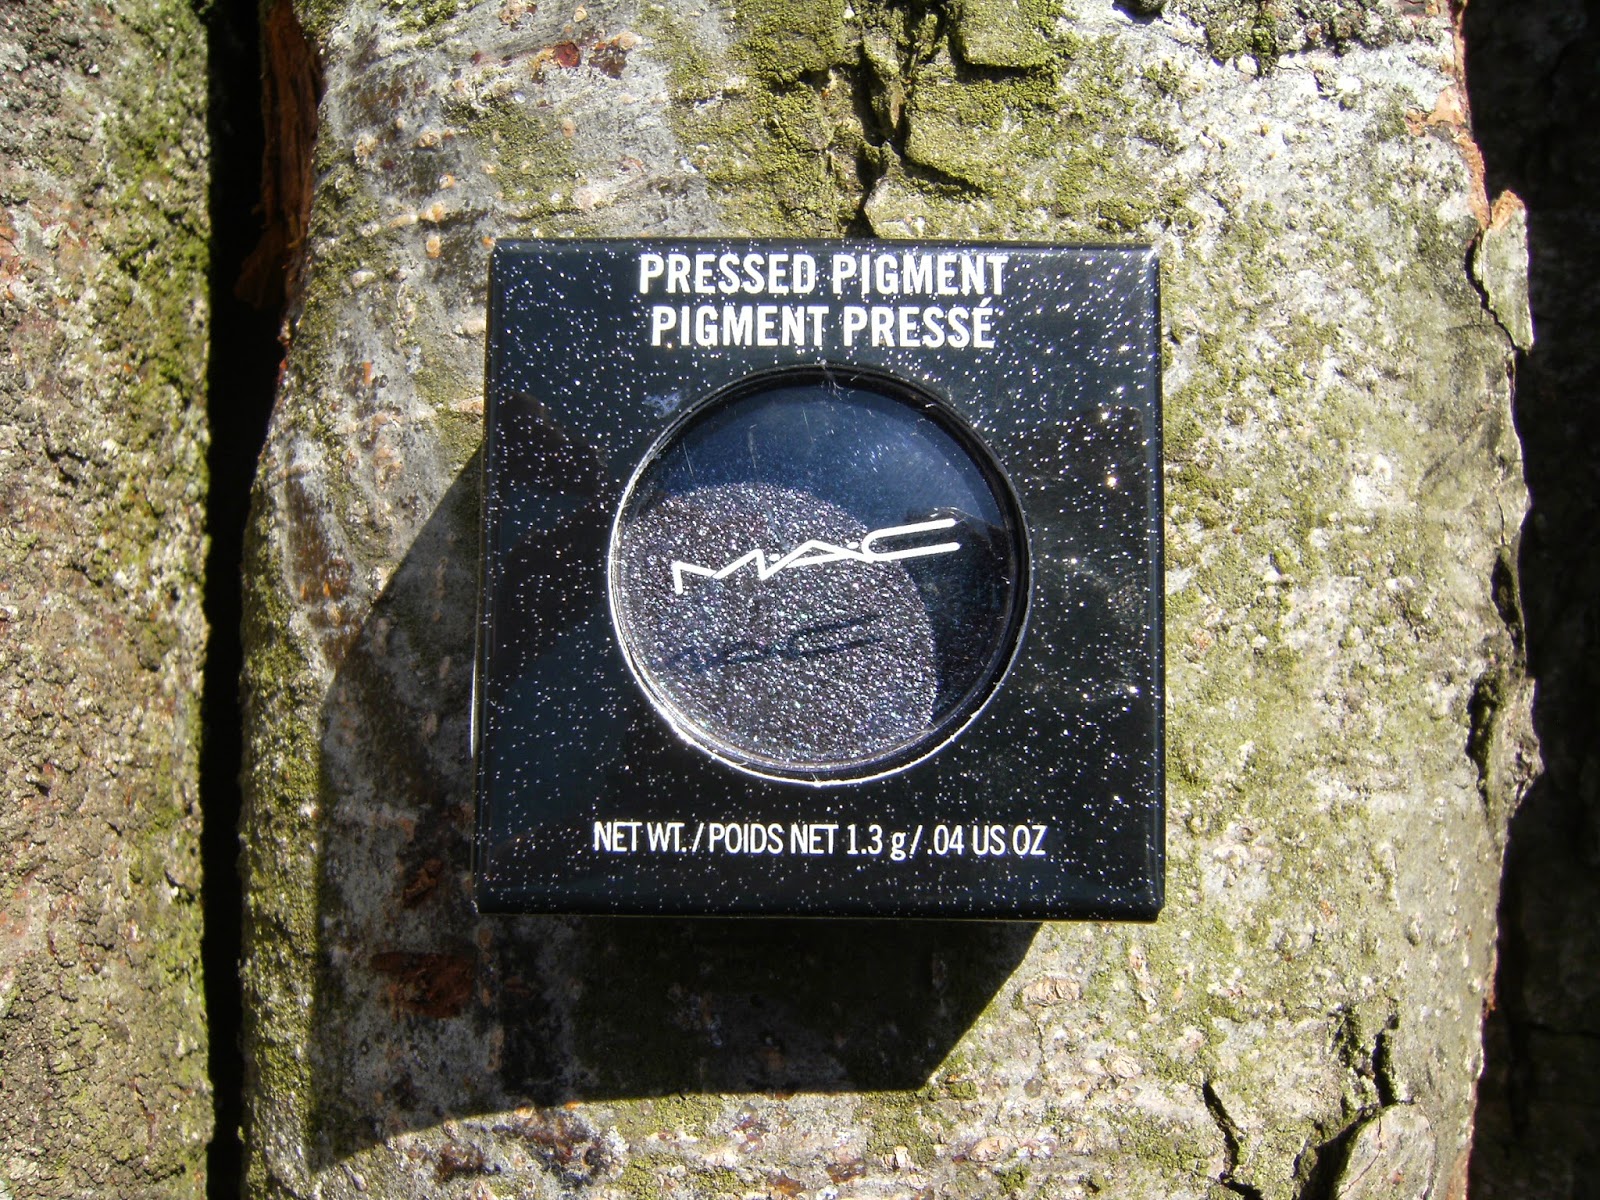 PRESSED PIGMENT
PIGMENT PRESSÉ
MAC
NET WT. / POIDS NET 1.3 g / .04 US OZ